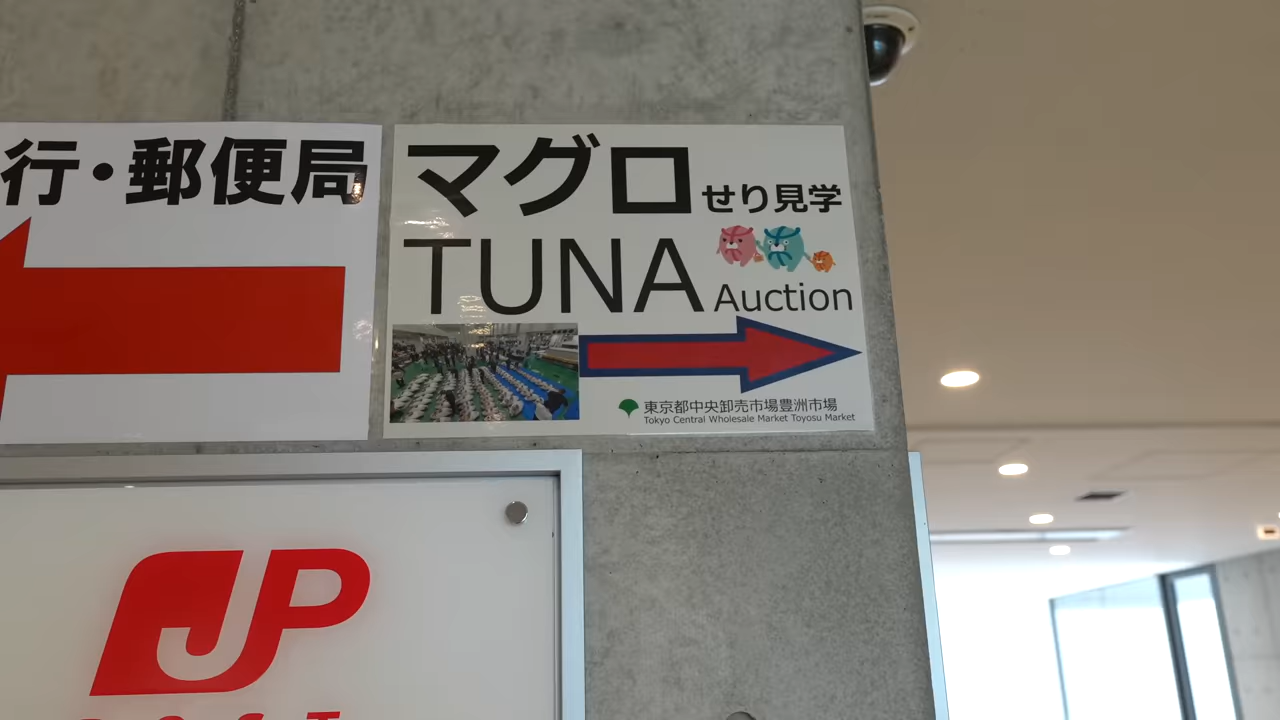 行・郵便局
マグロ せり見学
TUNA Auction
東京都中央卸売市場豊洲市場
Tokyo Central Wholesale Market Toyosu Market
JP
POST